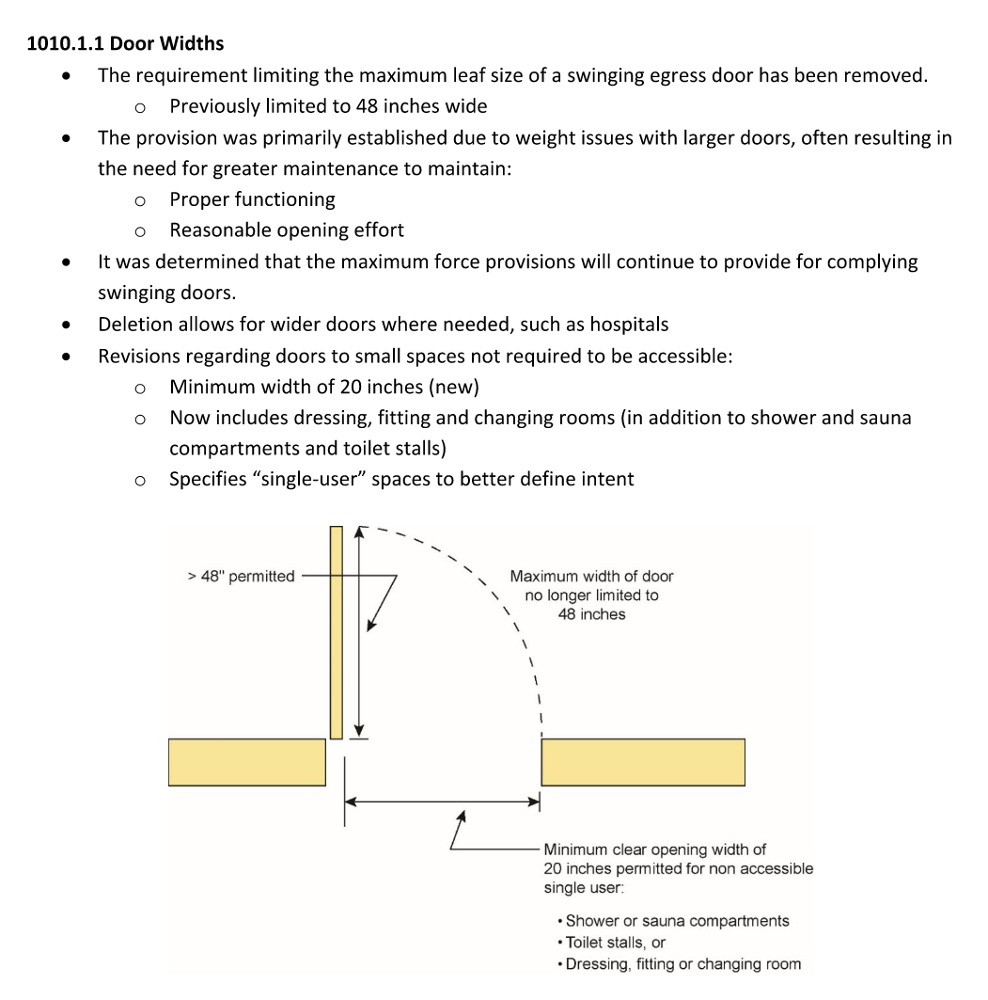 1010.1.1 Door Widths
• The requirement limiting the maximum leaf size of a swinging egress door has been removed.
o Previously limited to 48 inches wide
• The provision was primarily established due to weight issues with larger doors, often resulting in
the need for greater maintenance to maintain:
o Proper functioning
o Reasonable opening effort
• It was determined that the maximum force provisions will continue to provide for complying
swinging doors.
• Deletion allows for wider doors where needed, such as hospitals
• Revisions regarding doors to small spaces not required to be accessible:
o Minimum width of 20 inches (new)
o Now includes dressing, fitting and changing rooms (in addition to shower and sauna
compartments and toilet stalls)
o Specifies “single-user” spaces to better define intent
> 48" permitted
Maximum width of door
no longer limited to
48 inches
Minimum clear opening width of
20 inches permitted for non accessible
single user:
• Shower or sauna compartments
• Toilet stalls, or
• Dressing, fitting or changing room